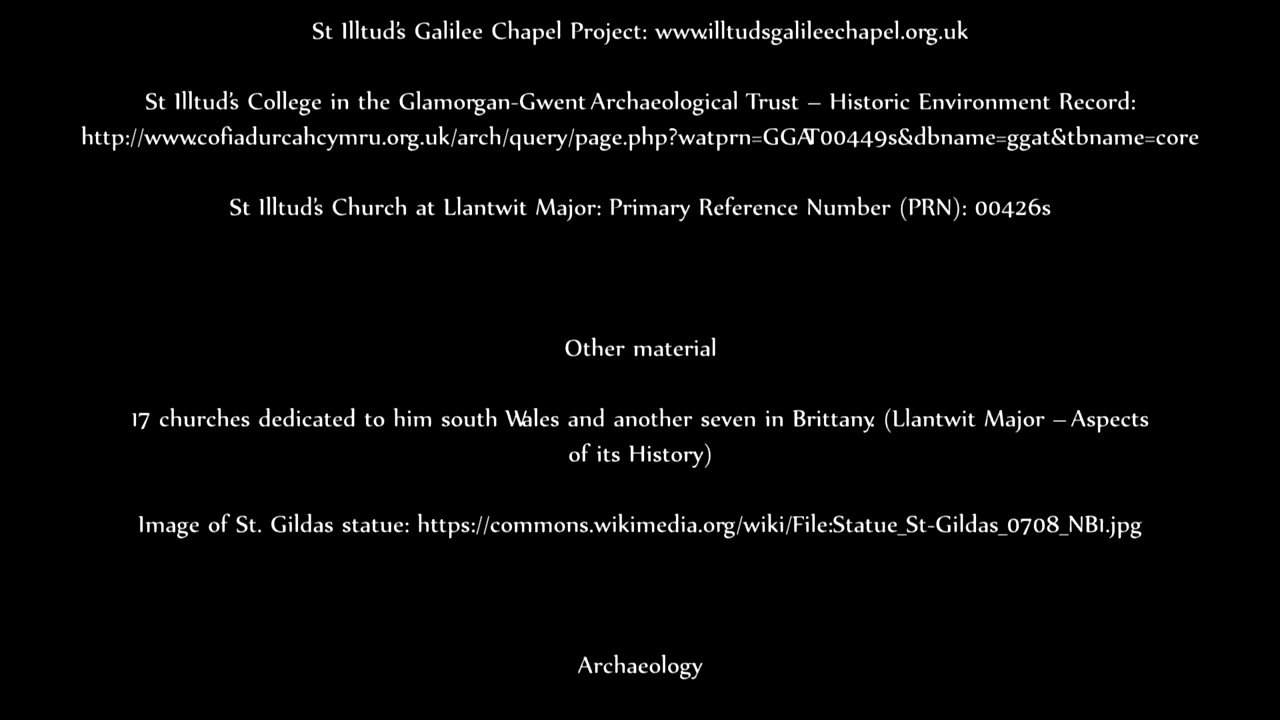 St Illtud's Galilee Chapel Project: www.illtudsgalileechapel.org.uk
St Illtud's College in the Glamorgan-Gwent Archaeological Trust – Historic Environment Record:
http://www.cofiadurcahcymru.org.uk/arch/query/page.php?watprn=GGAT00449s&dbname=ggat&tbname=core
St Illtud's Church at Llantwit Major: Primary Reference Number (PRN): 00426s
Other material
17 churches dedicated to him south Wales and another seven in Brittany. (Llantwit Major – Aspects
of its History)
Image of St. Gildas statue: https://commons.wikimedia.org/wiki/File:Statue_St-Gildas_0708_NB1.jpg
Archaeology